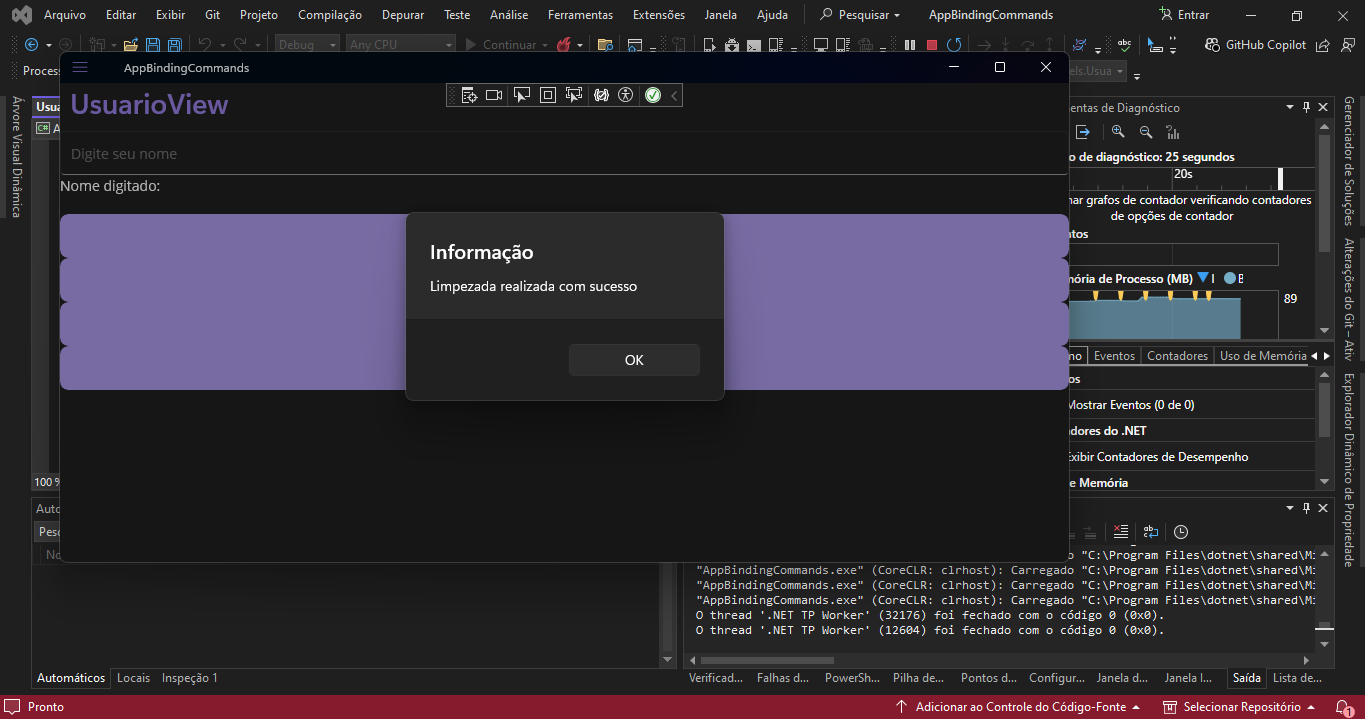 Arquivo Editar Exibir Git Projeto Compilação Depurar Teste Análise Ferramentas Extensões Janela Ajuda Pesquisar AppBindingCommands Entrar
Debug Any CPU Continuar GitHub Copilot
AppBindingCommands
UsuarioView
Digite seu nome
Nome digitado:
Informação
Limpezada realizada com sucesso
OK
Árvore Visual Dinâmica
100 %
Ferramentas de Diagnóstico
o de diagnóstico: 25 segundos
20s
nar grafos de contador verificando contadores
de opções de contador
ntos
mória de Processo (MB)
89
no Eventos Contadores Uso de Memória
os
Mostrar Eventos (0 de 0)
dores do .NET
Exibir Contadores de Desempenho
e Memória
Gerenciador de Soluções
Alterações do Git – Ativ
Explorador Dinâmico de Propriedade
"C:\Program Files\dotnet\shared\Mi
"AppBindingCommands.exe" (CoreCLR: clrhost): Carregado "C:\Program Files\dotnet\shared\Mi
"AppBindingCommands.exe" (CoreCLR: clrhost): Carregado "C:\Program Files\dotnet\shared\Mi
"AppBindingCommands.exe" (CoreCLR: clrhost): Carregado "C:\Program Files\dotnet\shared\Mi
O thread '.NET TP Worker' (32176) foi fechado com o código 0 (0x0).
O thread '.NET TP Worker' (12604) foi fechado com o código 0 (0x0).
Automáticos Locais Inspeção 1
Verificad... Falhas d... PowerSh... Pilha de... Pontos d... Configur... Janela d... Janela I... Saída Lista de...
Pronto
Adicionar ao Controle do Código-Fonte Selecionar Repositório 1